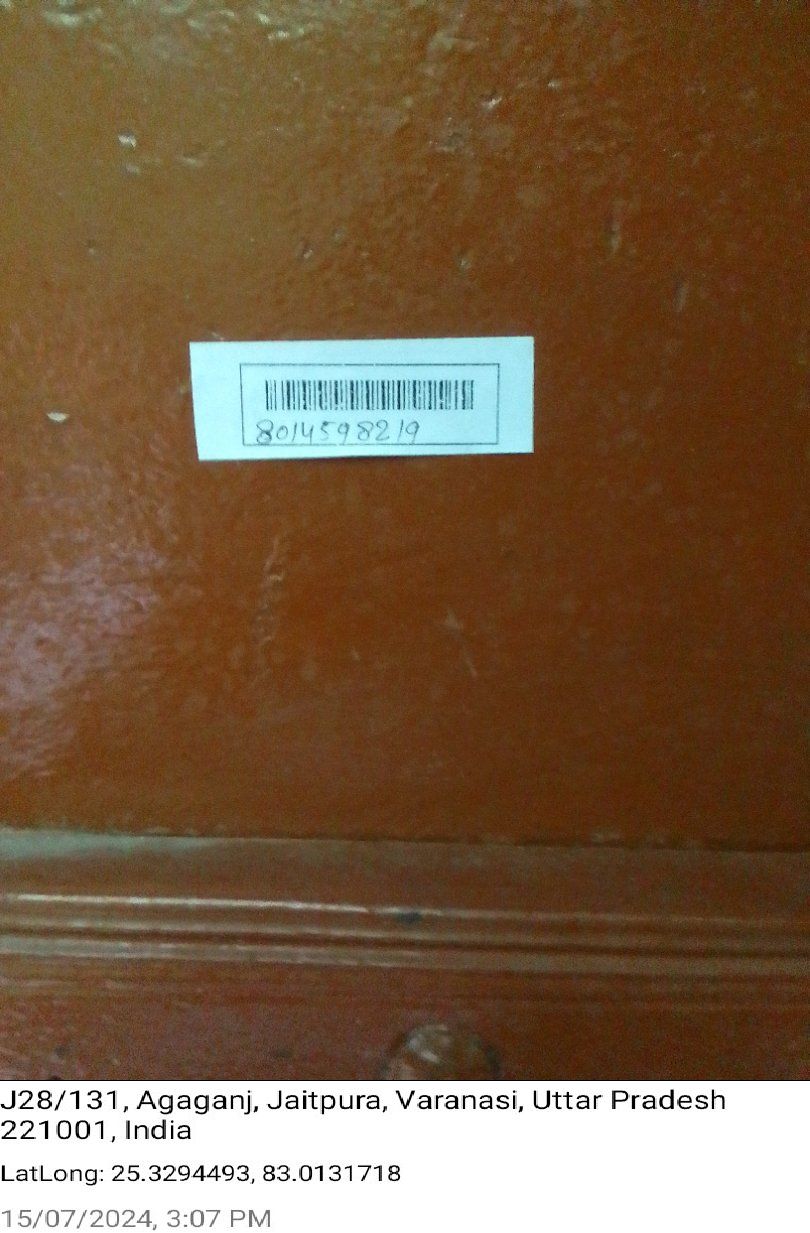 8014598219
J28/131, Agaganj, Jaitpura, Varanasi, Uttar Pradesh
221001, India
LatLong: 25.3294493, 83.0131718
15/07/2024, 3:07 PM